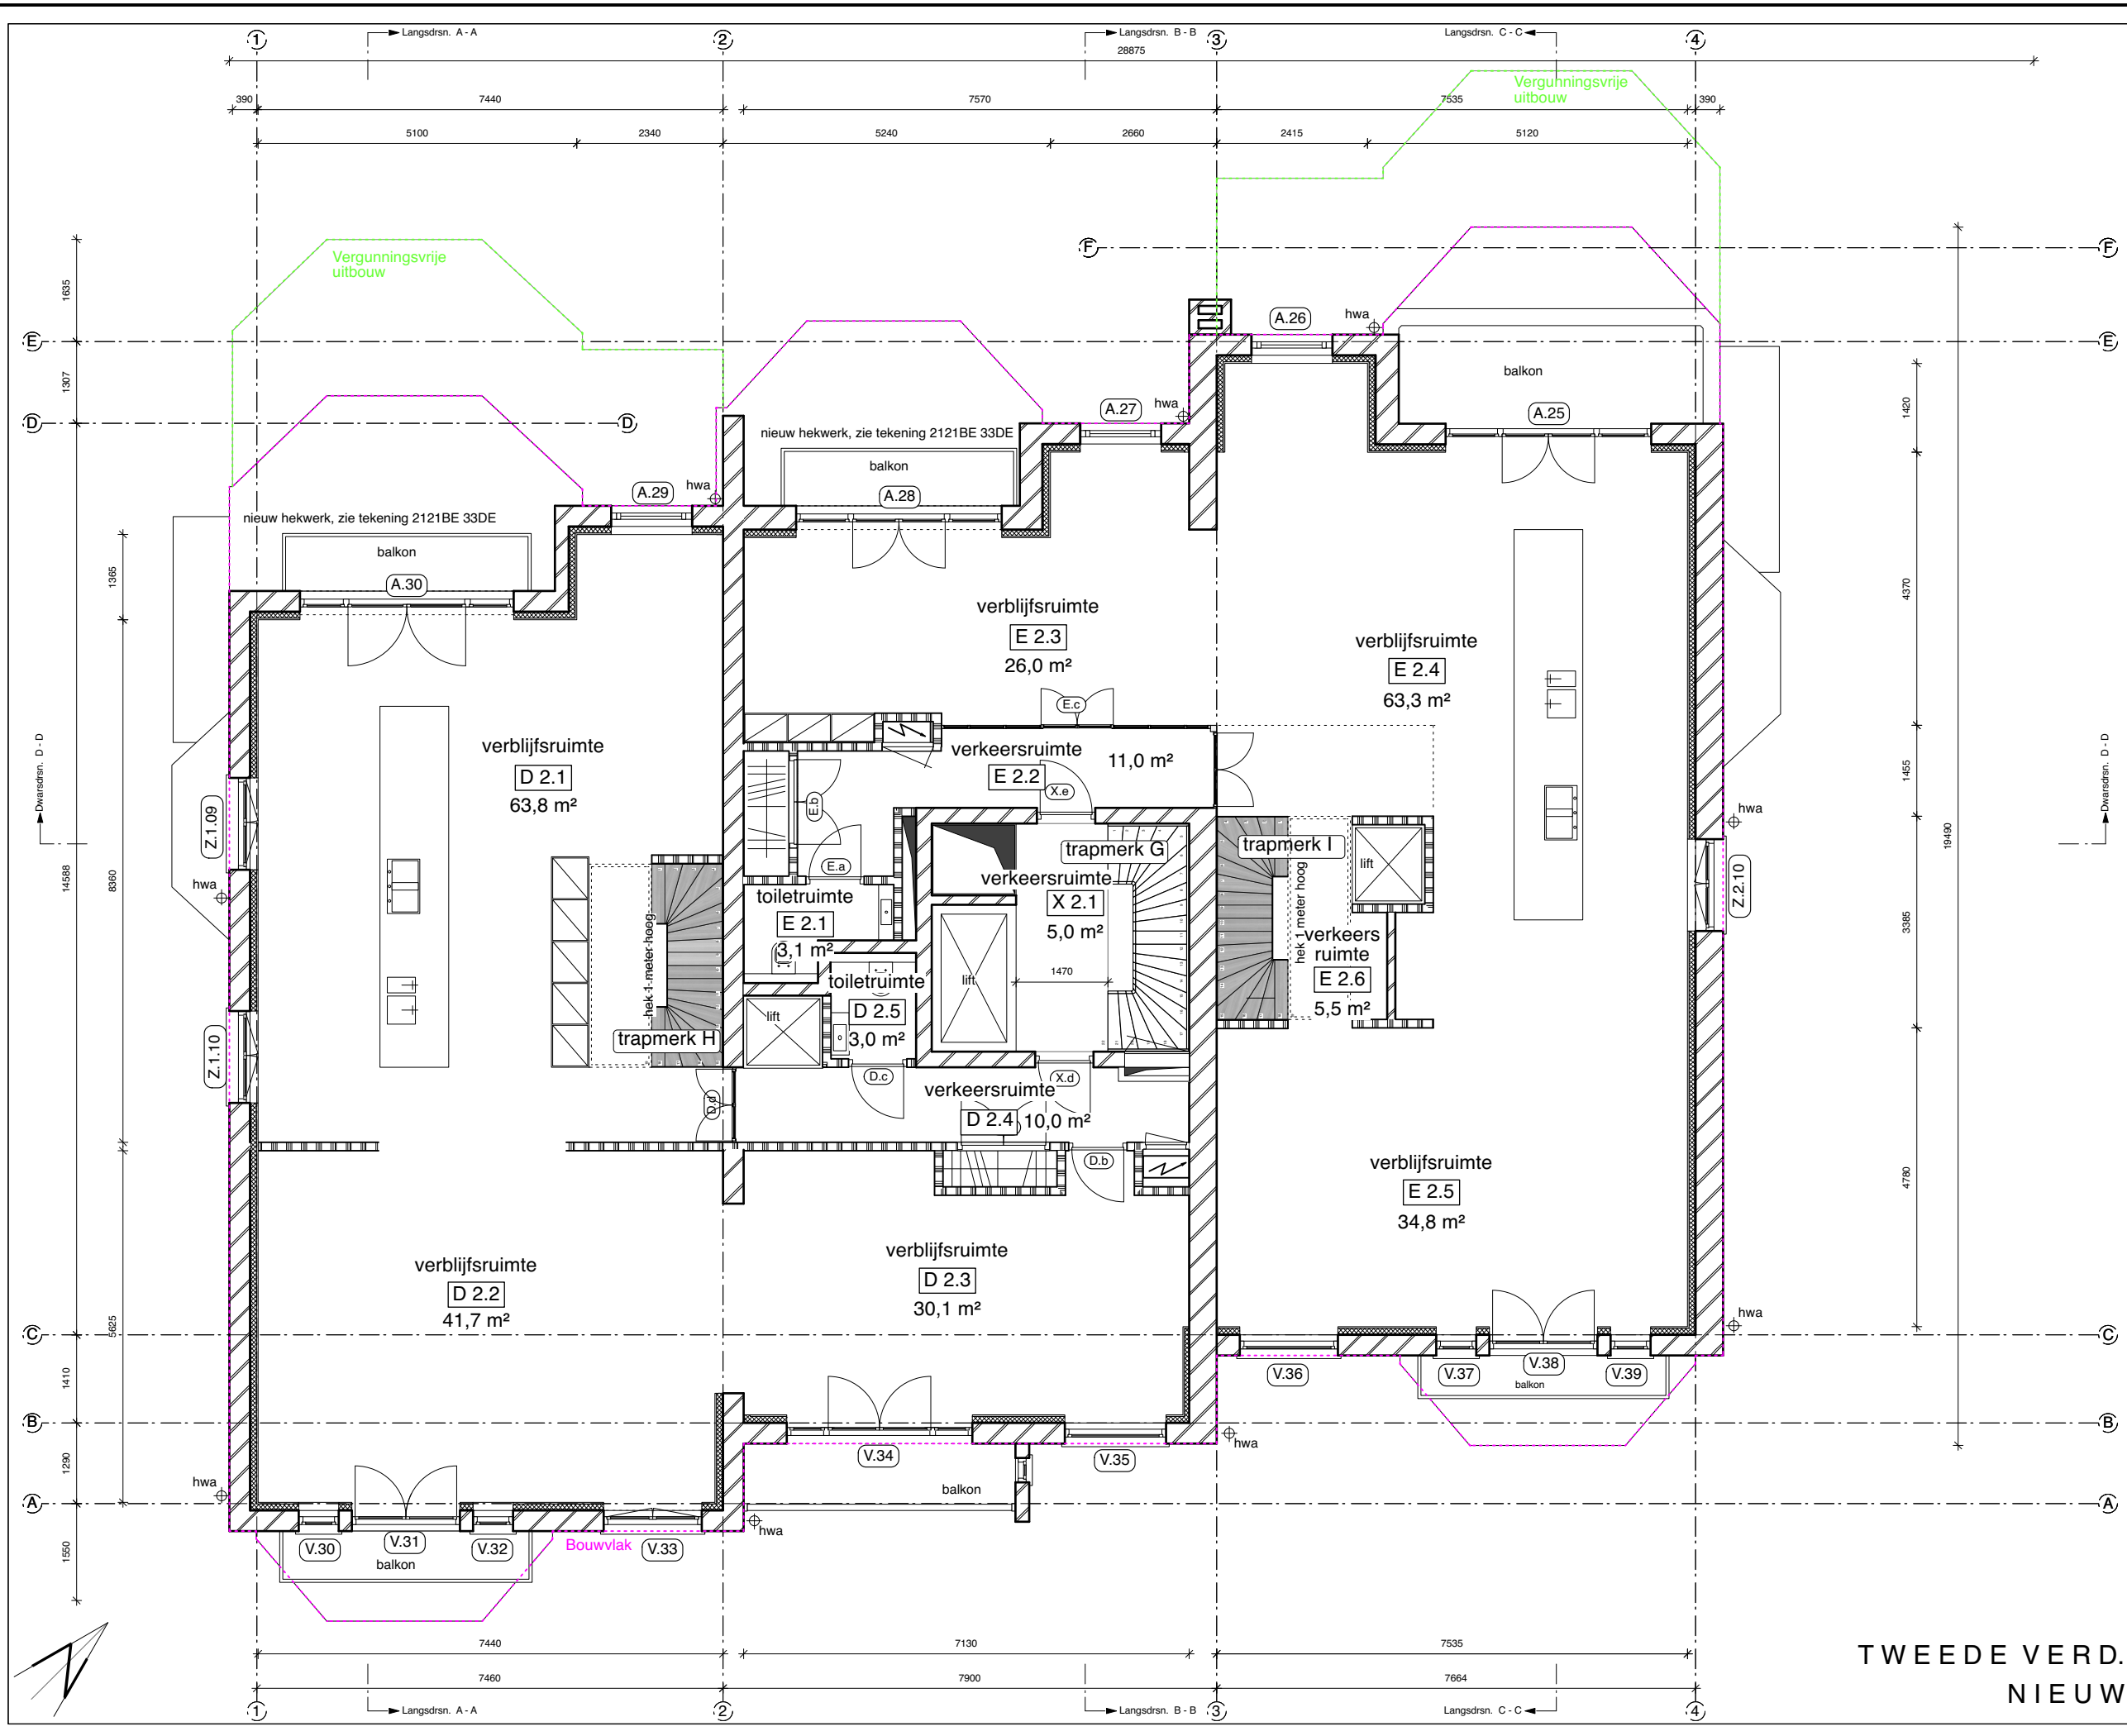 1
Langsdrsn. A - A
2
Langsdrsn. B - B
3
Langsdrsn. C - C
4
28875
Vergunningsvrije
uitbouw
390
7440
7570
7535
390
5100
2340
5240
2660
2415
5120
F
F
Vergunningsvrije
uitbouw
1635
E
A.26
hwa
E
1307
balkon
D
D
A.27
hwa
A.25
1420
nieuw hekwerk, zie tekening 2121BE 33DE
balkon
A.29
hwa
A.28
nieuw hekwerk, zie tekening 2121BE 33DE
balkon
1365
A.30
4370
verblijfsruimte
E 2.3
26,0 m²
verblijfsruimte
E 2.4
63,3 m²
E.c
verblijfsruimte
D 2.1
63,8 m²
verkeersruimte
E 2.2
11,0 m²
Dwarsdrsn. D - D
Dwarsdrsn. D - D
1455
E.b
X.e
Z.1.09
hwa
19490
trapmerk G
trapmerk I
lift
E.a
14588
8360
hwa
verkeersruimte
X 2.1
5,0 m²
toiletruimte
E 2.1
3,1 m²
Z.2.10
hek 1 meter hoog
hek 1 meter hoog
verkeers
ruimte
E 2.6
5,5 m²
3385
1470
lift
toiletruimte
D 2.5
3,0 m²
lift
trapmerk H
Z.1.10
D.c
X.d
verkeersruimte
D 2.4
10,0 m²
D.d
D.b
verblijfsruimte
E 2.5
34,8 m²
4780
verblijfsruimte
D 2.2
41,7 m²
verblijfsruimte
D 2.3
30,1 m²
5625
hwa
C
C
V.36
V.37
V.38
V.39
balkon
1410
B
B
hwa
V.34
V.35
1290
hwa
balkon
A
A
hwa
V.30
V.31
V.32
Bouwvlak
V.33
balkon
1550
7440
7130
7535
TWEEDE VERD.
7460
7900
7664
NIEUW
1
Langsdrsn. A - A
2
Langsdrsn. B - B
3
Langsdrsn. C - C
4